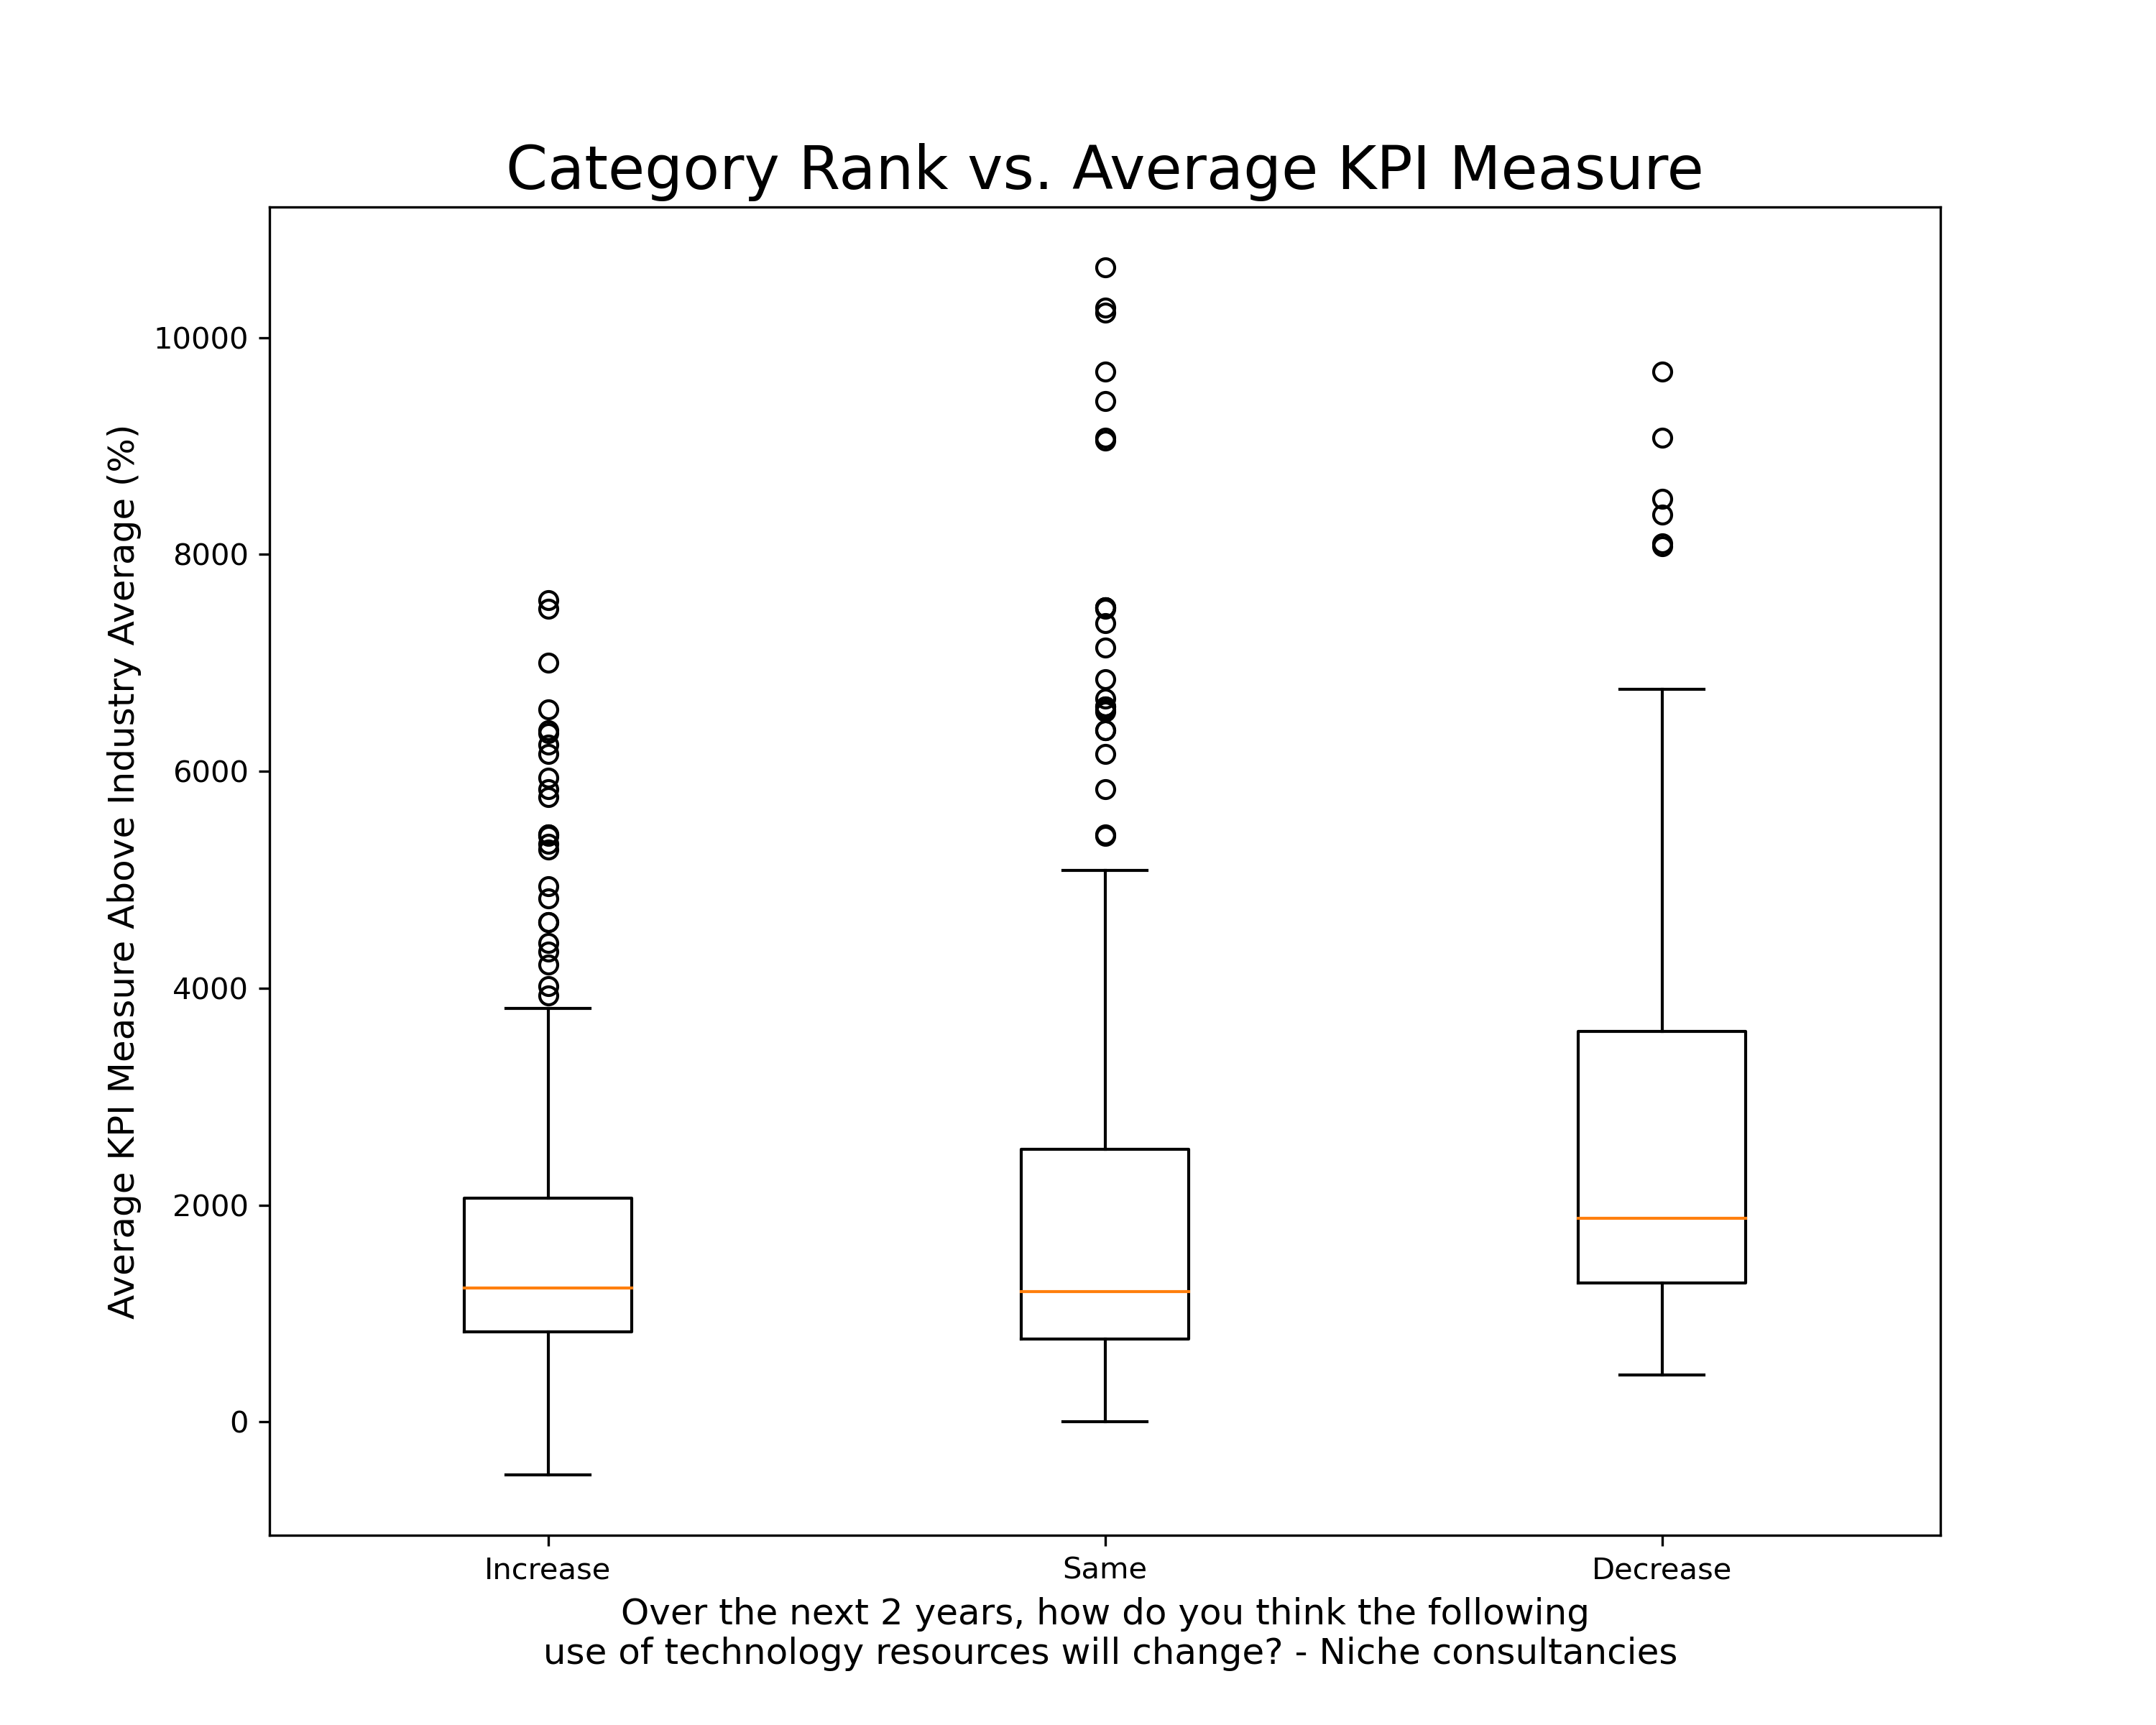 Category Rank vs. Average KPI Measure
Average KPI Measure Above Industry Average (%)
10000
8000
6000
4000
2000
0
Increase
Same
Decrease
Over the next 2 years, how do you think the following
use of technology resources will change? - Niche consultancies